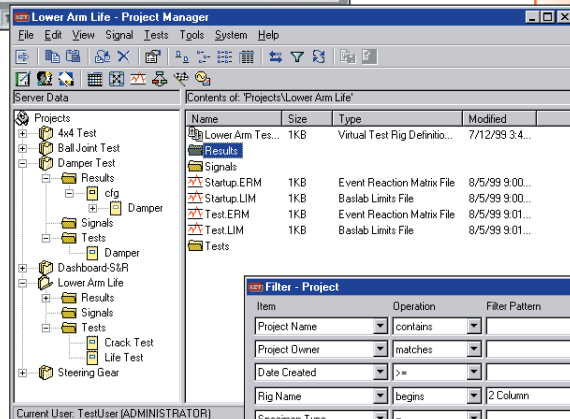 Lower Arm Life - Project Manager
File Edit View Signal Tests Tools System Help
Server Data
Contents of: 'Projects\Lower Arm Life'
Projects
4x4 Test
Ball Joint Test
Damper Test
Results
cfg
Damper
Signals
Tests
Damper
Dashboard-S&R
Lower Arm Life
Results
Signals
Tests
Crack Test
Life Test
Steering Gear
Name Size Type Modified
Lower Arm Tes... 1KB Virtual Test Rig Definitio... 7/12/99 3:4...
Results
Signals
Startup.ERM 1KB Event Reaction Matrix File 8/5/99 9:00...
Startup.LIM 1KB Baslab Limits File 8/5/99 9:00...
Test.ERM 1KB Event Reaction Matrix File 8/5/99 9:01...
Test.LIM 1KB Baslab Limits File 8/5/99 9:01...
Tests
Filter - Project
Item Operation Filter Pattern
Project Name contains
Project Owner matches
Date Created >=
Rig Name begins 2 Column
Specimen Type =
Current User: TestUser (ADMINISTRATOR)